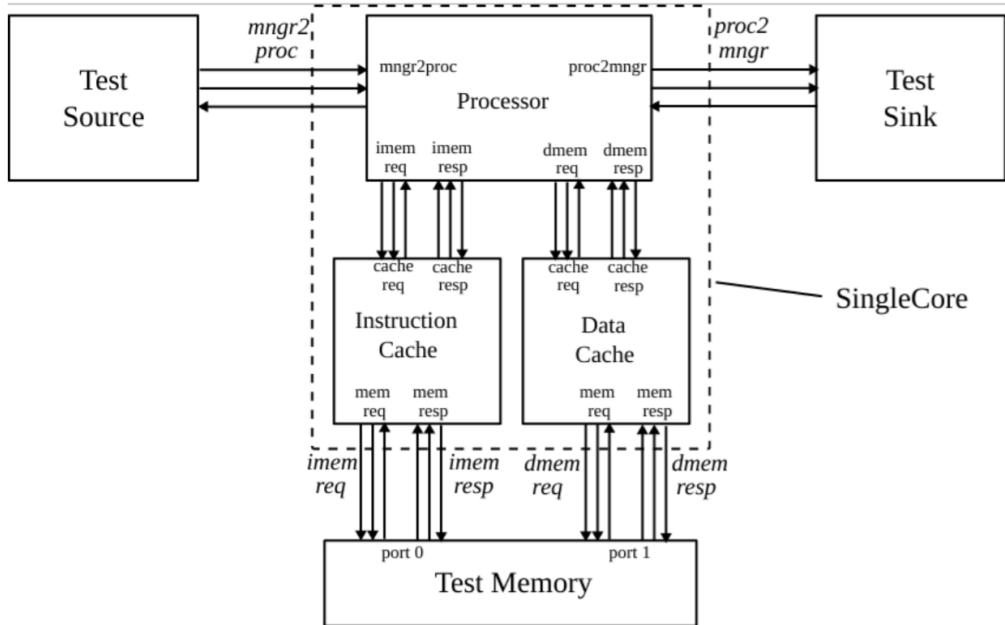 Test
Source
mngr2
proc
mngr2proc
proc2mngr
Processor
imem
req
imem
resp
dmem
req
dmem
resp
proc2
mngr
Test
Sink
cache
req
cache
resp
Instruction
Cache
mem
req
mem
resp
cache
req
cache
resp
Data
Cache
mem
req
mem
resp
SingleCore
imem
req
imem
resp
dmem
req
dmem
resp
port 0
port 1
Test Memory